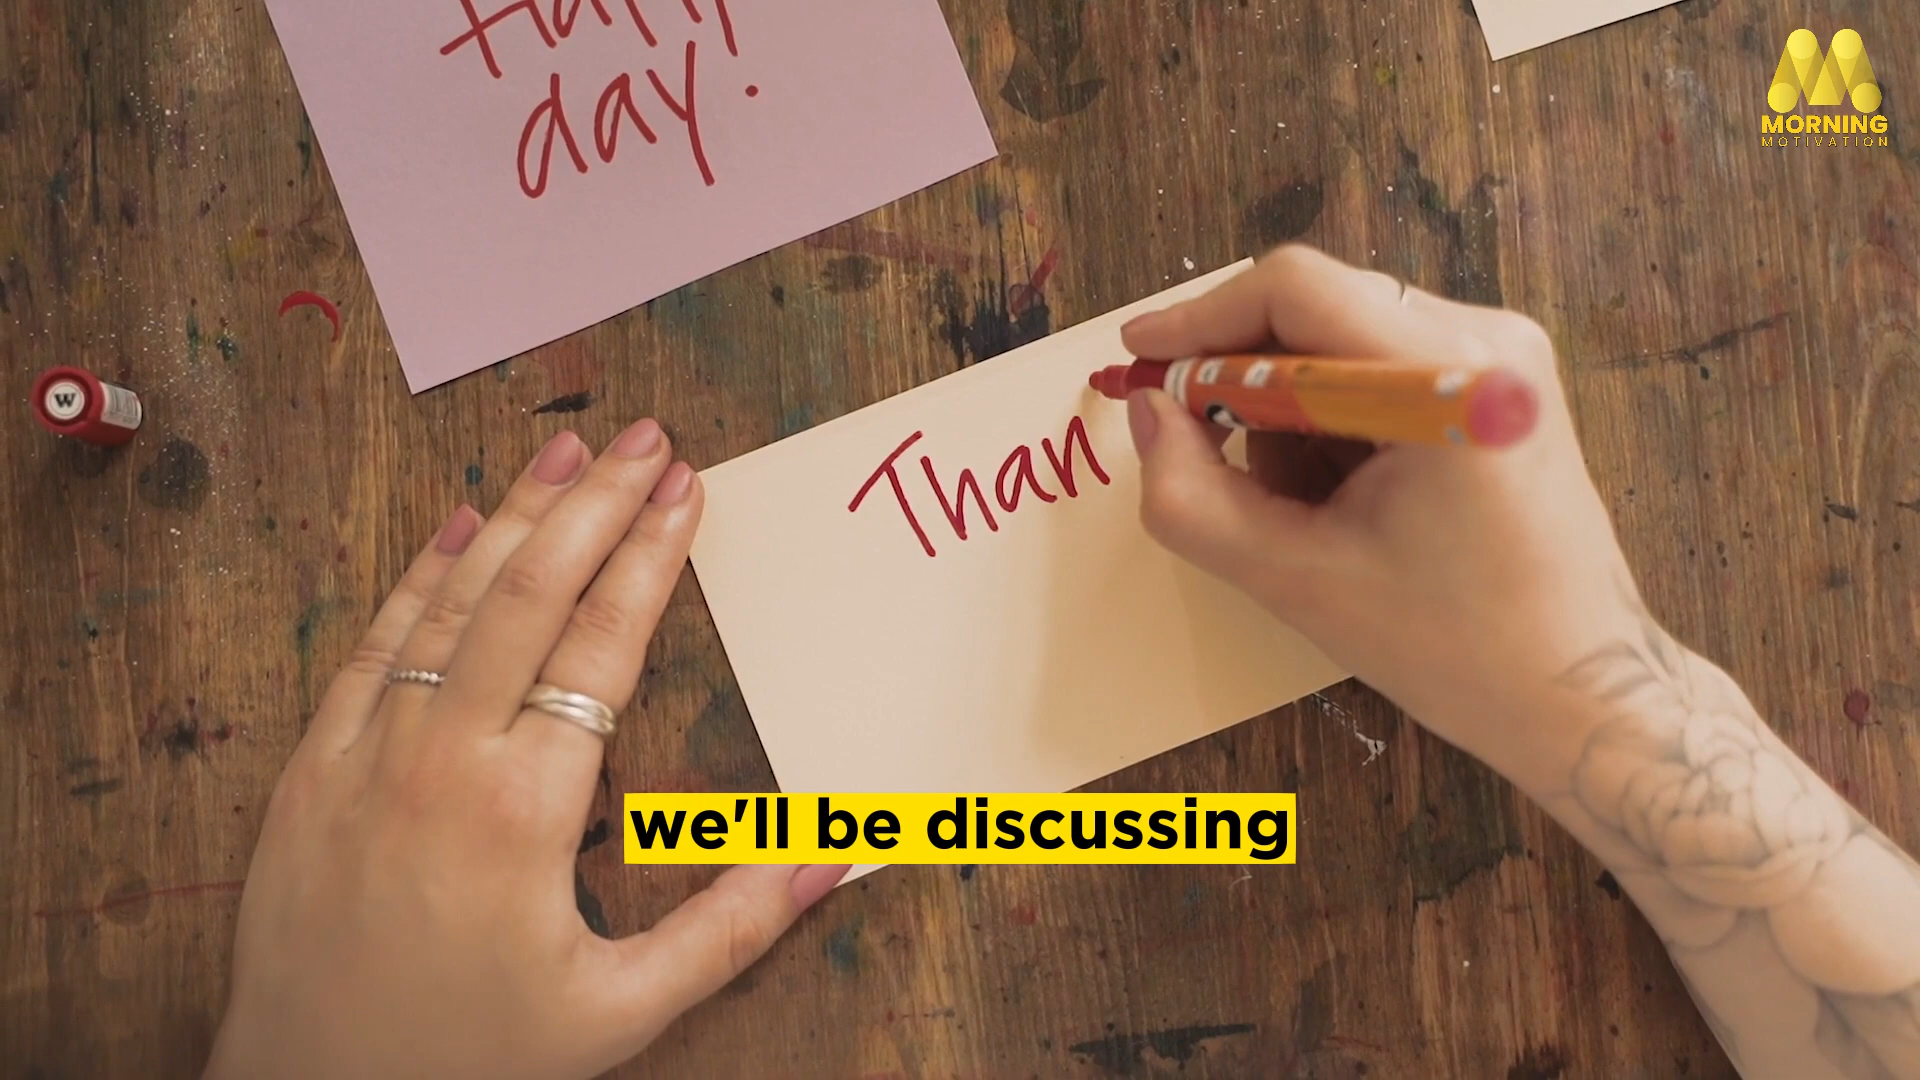 day!
MORNING
MOTIVATION
W
Than
we'll be discussing